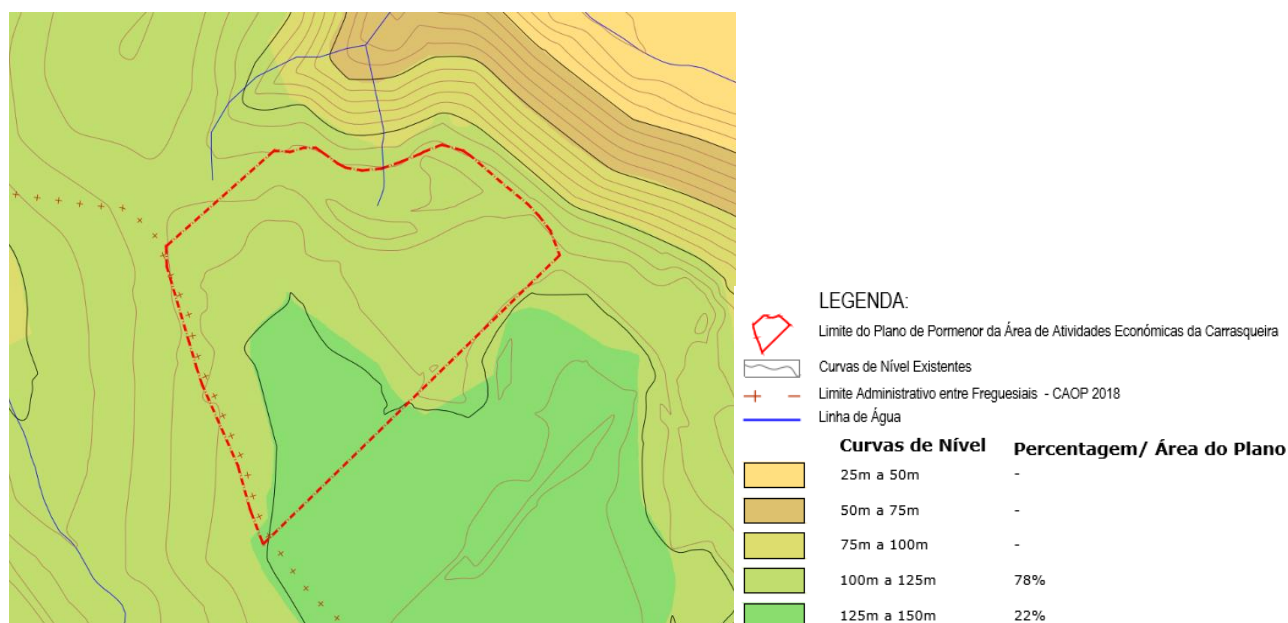 LEGENDA:
Limite do Plano de Pormenor da Área de Atividades Económicas da Carrasqueira
Curvas de Nível Existentes
Limite Administrativo entre Freguesiais - CAOP 2018
Linha de Água
Curvas de Nível Percentagem/ Área do Plano
25m a 50m -
50m a 75m -
75m a 100m -
100m a 125m 78%
125m a 150m 22%